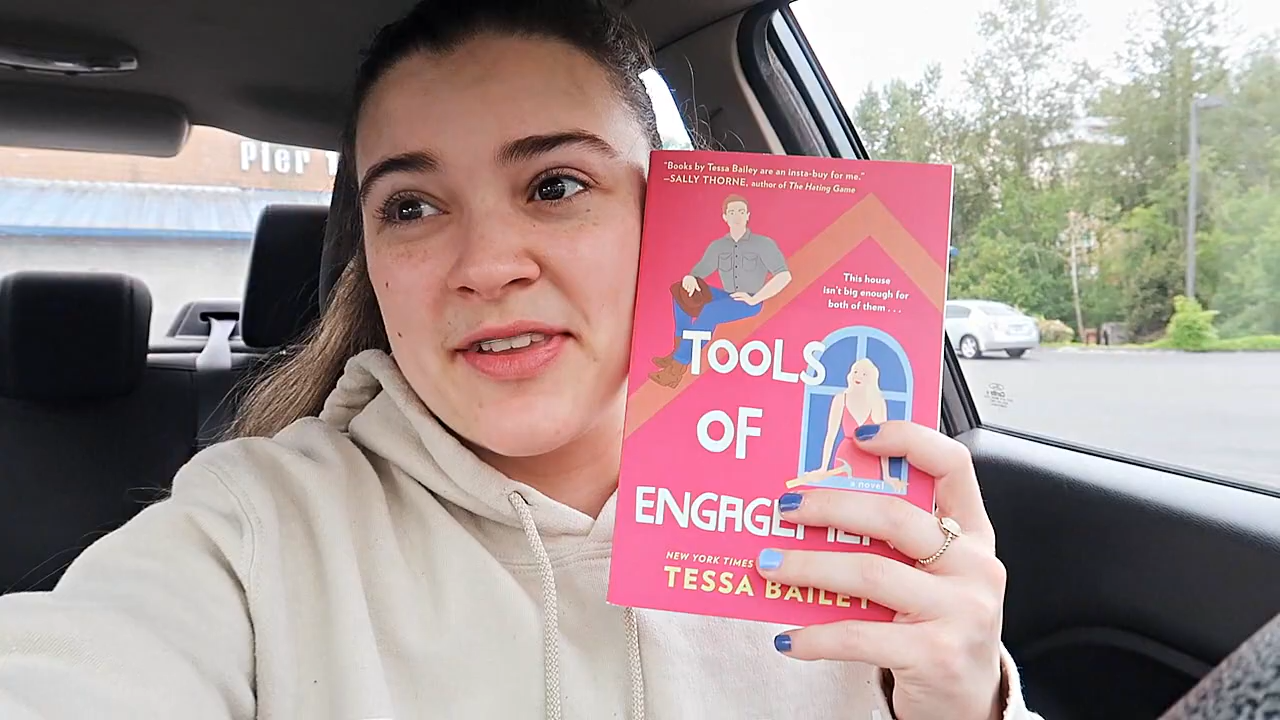 Pier 1
"Books by Tessa Bailey are an insta-buy for me."
—SALLY THORNE, author of The Hating Game
This house
isn't big enough for
both of them . . .
TOOLS
OF
a novel
NEW YORK TIMES
TESSA BAILEY